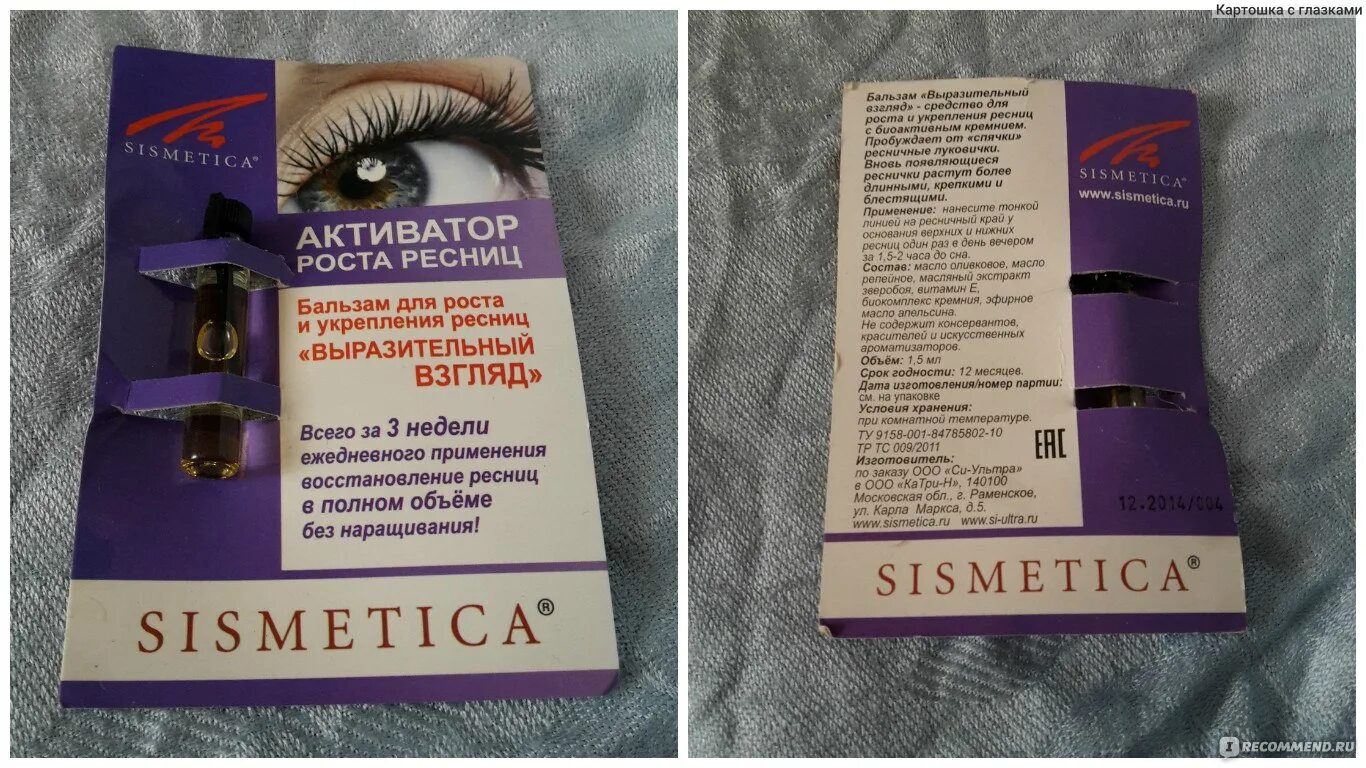 SISMETICA®
АКТИВАТОР
РОСТА РЕСНИЦ
Бальзам для роста
и укрепления ресниц
«ВЫРАЗИТЕЛЬНЫЙ
ВЗГЛЯД»
Всего за 3 недели
ежедневного применения
восстановление ресниц
в полном объёме
без наращивания!
SISMETICA®
Картошка с глазками
Бальзам «Выразительный
взгляд» - средство для
роста и укрепления ресниц
с биоактивным кремнием.
Пробуждает от «спячки»
ресничные луковички.
Вновь появляющиеся
реснички растут более
длинными, крепкими и
блестящими.
Применение: нанесите тонкой
линией на ресничный край у
основания верхних и нижних
ресниц один раз в день вечером
за 1,5-2 часа до сна.
Состав: масло оливковое, масло
репейное, масляный экстракт
зверобоя, витамин Е,
биокомплекс кремния, эфирное
масло апельсина.
Не содержит консервантов,
красителей и искусственных
ароматизаторов.
Объём: 1,5 мл
Срок годности: 12 месяцев.
Дата изготовления/номер партии:
см. на упаковке
Условия хранения:
при комнатной температуре.
ТУ 9158-001-84785802-10
ТР ТС 009/2011
Изготовитель:
по заказу ООО «Си-Ультра»
в ООО «КаТри-Н», 140100
Московская обл., г. Раменское,
ул. Карла Маркса, д.5.
www.sismetica.ru www.si-ultra.ru
EAC
SISMETICA®
www.sismetica.ru
12.2014/004
SISMETICA®
IRECOMMEND.RU